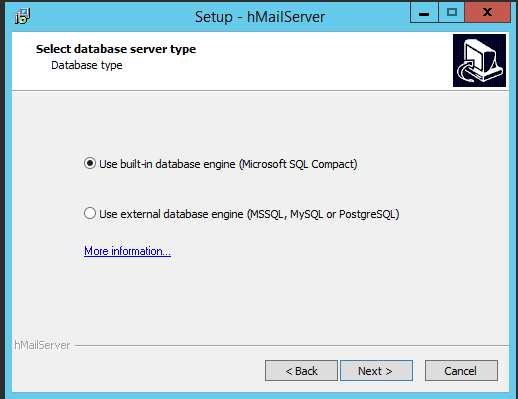 Setup - hMailServer
Select database server type
Database type
Use built-in database engine (Microsoft SQL Compact)
Use external database engine (MSSQL, MySQL or PostgreSQL)
More information...
hMailServer
< Back
Next >
Cancel